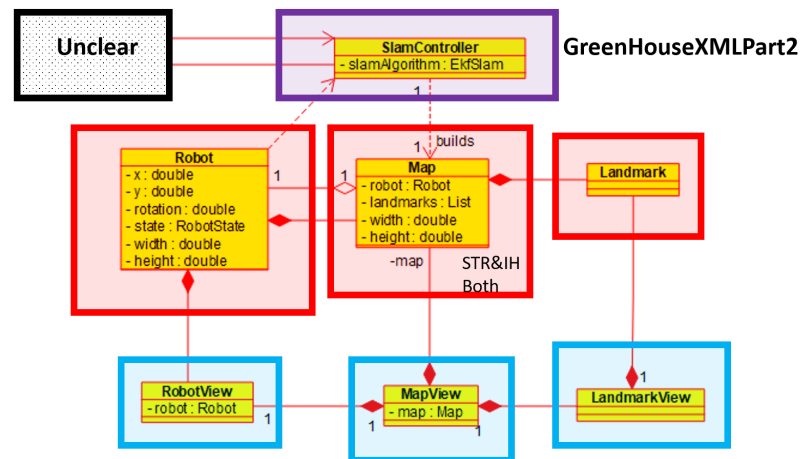 Unclear
SlamController
- slamAlgorithm : EkfSlam
GreenHouseXMLPart2
1
1
builds
Robot
- x : double
- y : double
- rotation : double
- state : RobotState
- width : double
- height : double
1
1
Map
- robot : Robot
- landmarks : List
- width : double
- height : double
Landmark
-map
STR&IH
Both
RobotView
- robot : Robot
1
MapView
- map : Map
1
1
1
LandmarkView